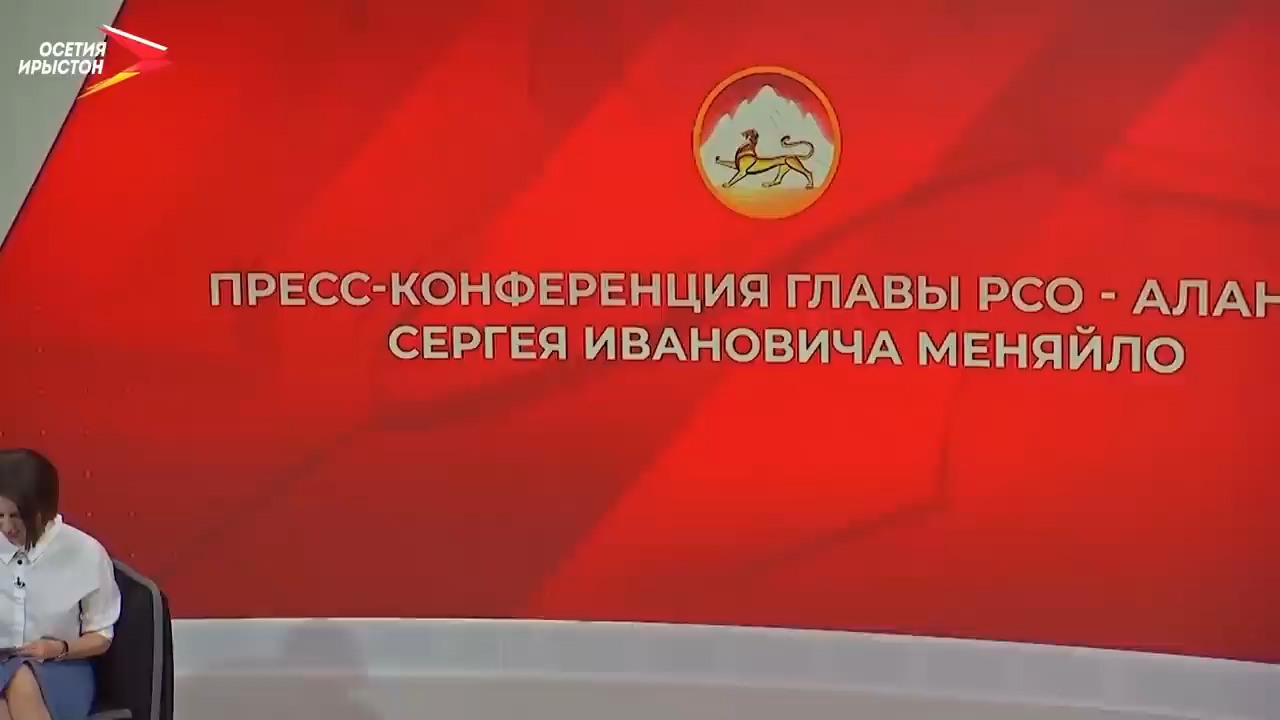 ОСЕТИЯ
ИРЫСТОН
ПРЕСС-КОНФЕРЕНЦИЯ ГЛАВЫ РСО - АЛАН
СЕРГЕЯ ИВАНОВИЧА МЕНЯЙЛО